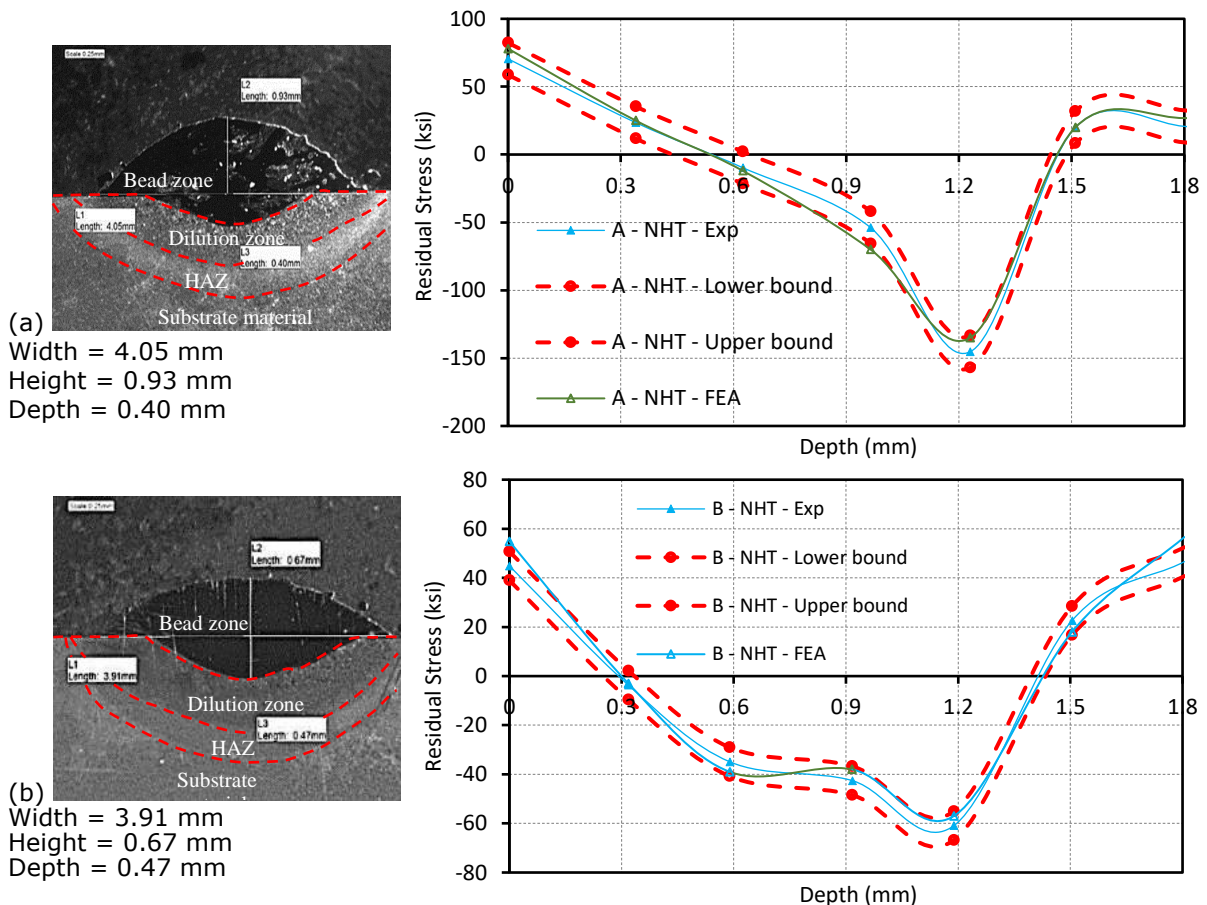 Scale 0.25mm
L2
Length: 0.93mm
Bead zone
L1
Length: 4.05mm
Dilution zone
L3
Length: 0.40mm
HAZ
Substrate material
(a)
Width = 4.05 mm
Height = 0.93 mm
Depth = 0.40 mm
100
50
0
-50
-100
-150
-200
Residual Stress (ksi)
0
0.3
0.6
0.9
1.2
1.5
1.8
Depth (mm)
A - NHT - Exp
A - NHT - Lower bound
A - NHT - Upper bound
A - NHT - FEA
Scale 0.25mm
L2
Length: 0.67mm
Bead zone
L1
Length: 3.91mm
Dilution zone
L3
Length: 0.47mm
HAZ
Substrate
(b)
Width = 3.91 mm
Height = 0.67 mm
Depth = 0.47 mm
80
60
40
20
0
-20
-40
-60
-80
Residual Stress (ksi)
0
0.3
0.6
0.9
1.2
1.5
1.8
Depth (mm)
B - NHT - Exp
B - NHT - Lower bound
B - NHT - Upper bound
B - NHT - FEA